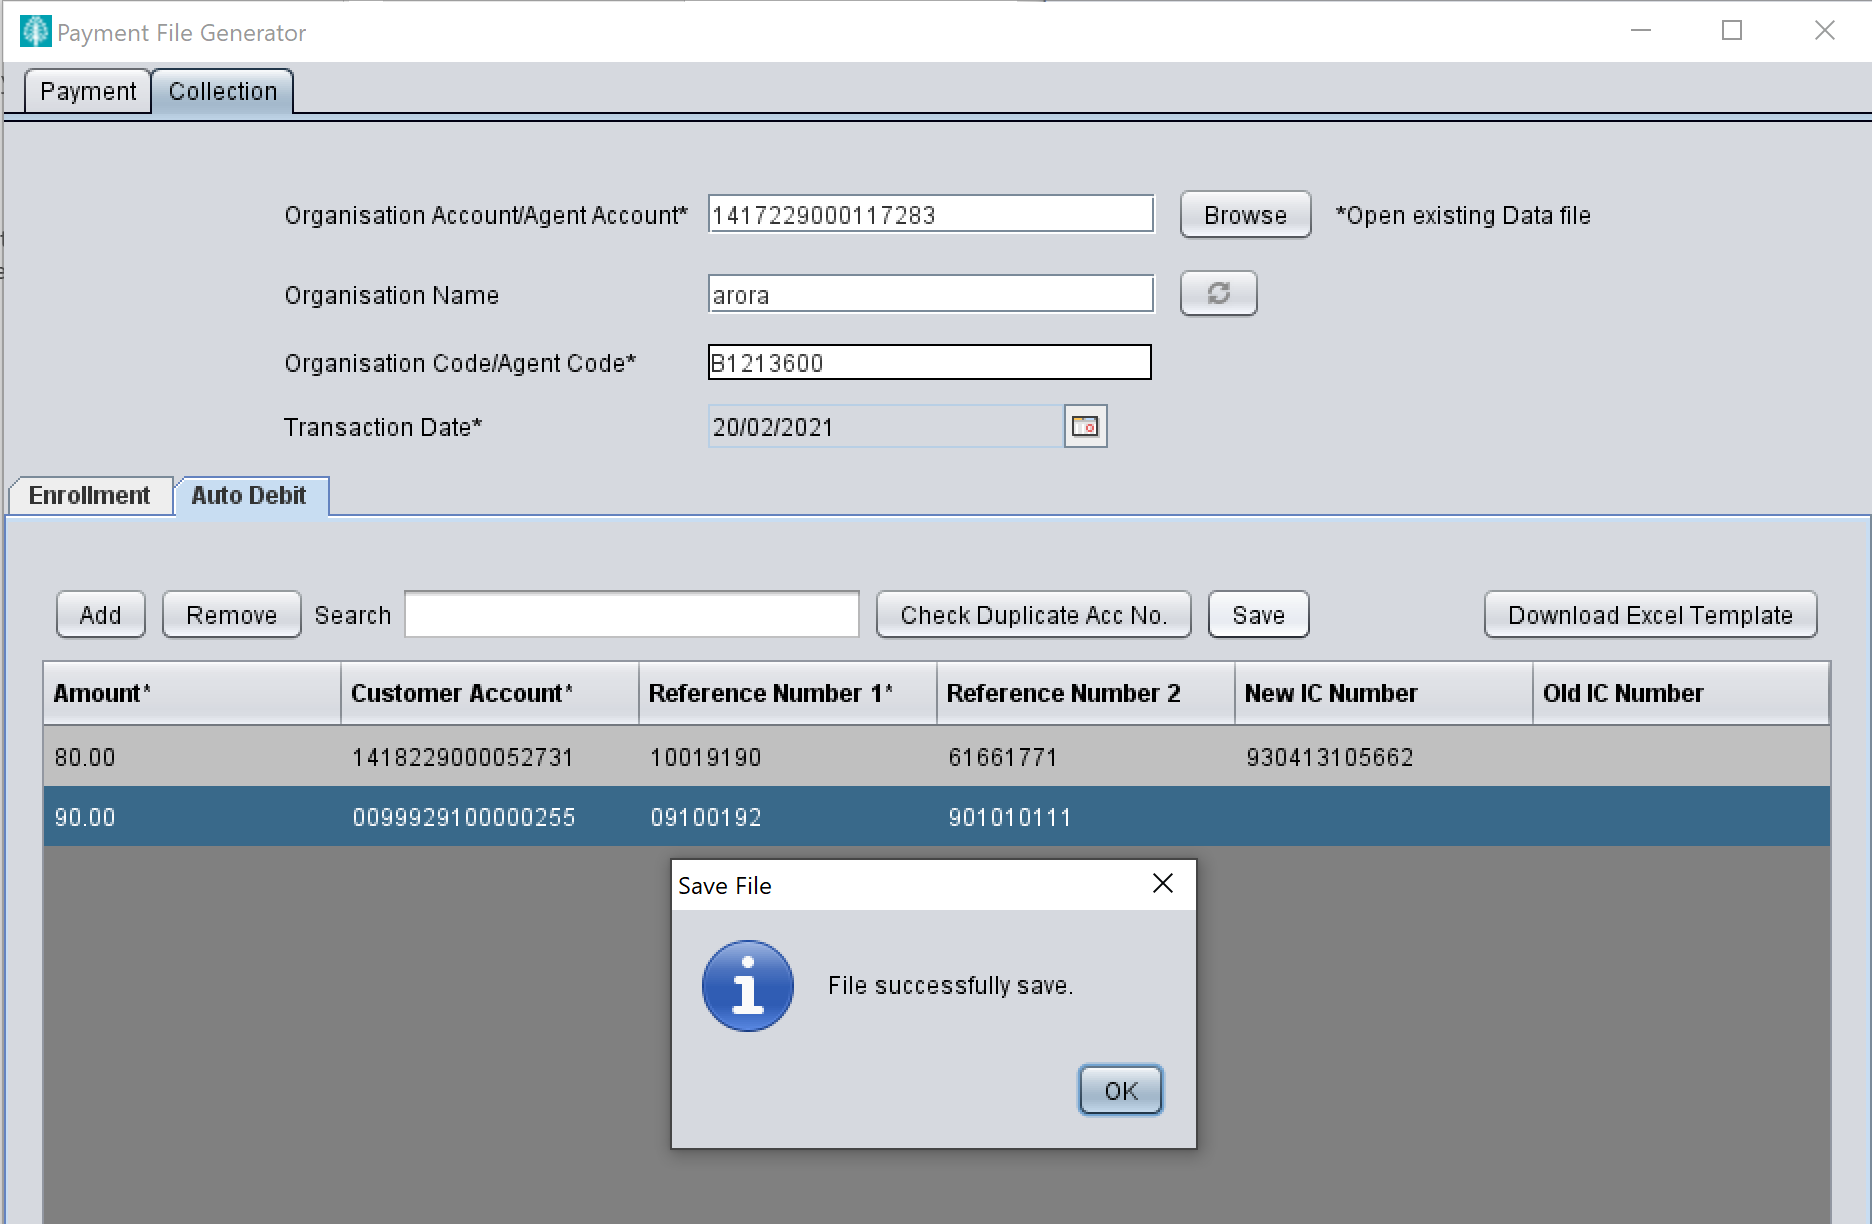 Payment File Generator
Payment Collection
Organisation Account/Agent Account* 1417229000117283 Browse *Open existing Data file
Organisation Name arora
Organisation Code/Agent Code* B1213600
Transaction Date* 20/02/2021
Enrollment Auto Debit
Add Remove Search Check Duplicate Acc No. Save Download Excel Template
Amount* Customer Account* Reference Number 1* Reference Number 2 New IC Number Old IC Number
80.00 1418229000052731 10019190 61661771 930413105662
90.00 0099929100000255 09100192 901010111
Save File
File successfully save.
OK